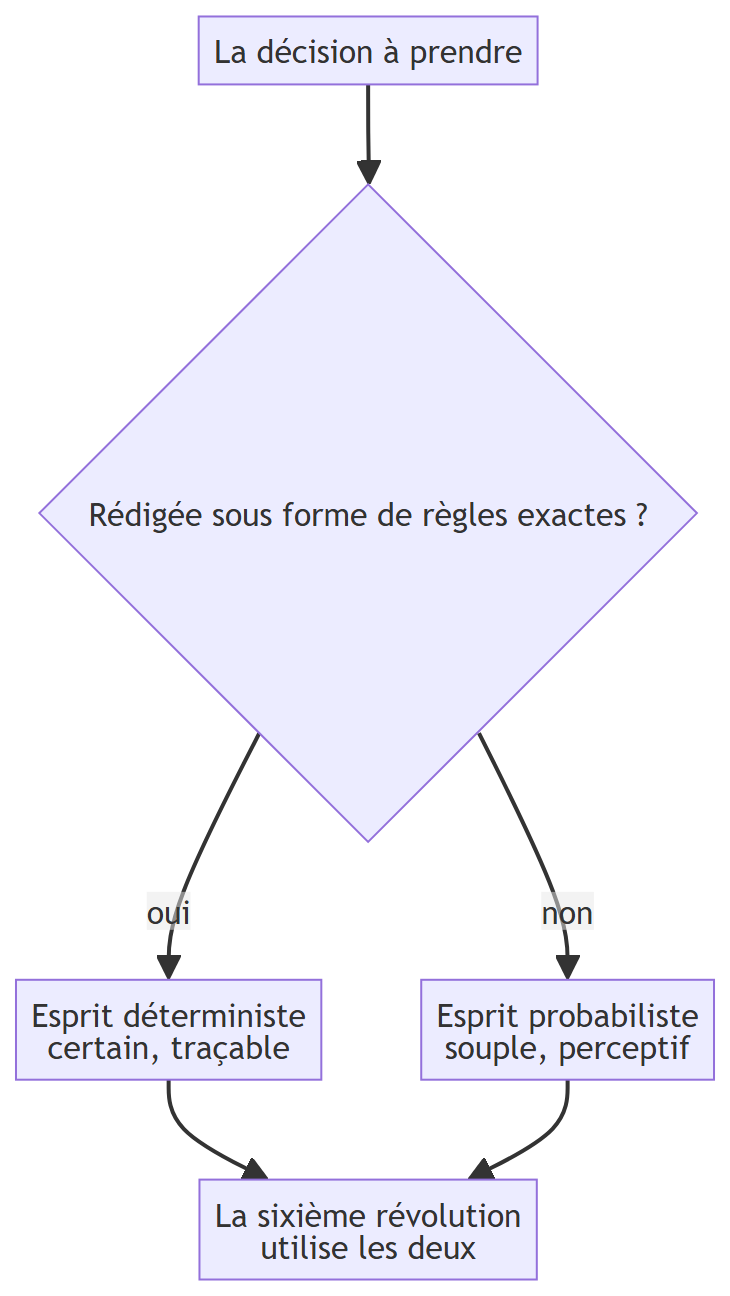 La décision à prendre
Rédigée sous forme de règles exactes ?
oui
non
Esprit déterministe
certain, traçable
Esprit probabiliste
souple, perceptif
La sixième révolution
utilise les deux